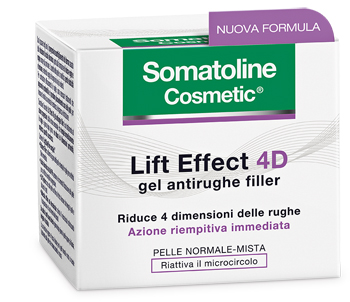 NUOVA FORMULA
Somatoline
Cosmetic®
Lift Effect 4D
gel antirughe filler
Riduce 4 dimensioni delle rughe
Azione riempitiva immediata
PELLE NORMALE-MISTA
Riattiva il microcircolo